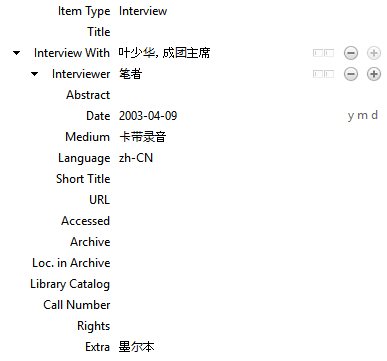 Item Type Interview
Title
Interview With 叶少华, 成团主席
Interviewer 笔者
Abstract
Date 2003-04-09 y m d
Medium 卡带录音
Language zh-CN
Short Title
URL
Accessed
Archive
Loc. in Archive
Library Catalog
Call Number
Rights
Extra 墨尔本